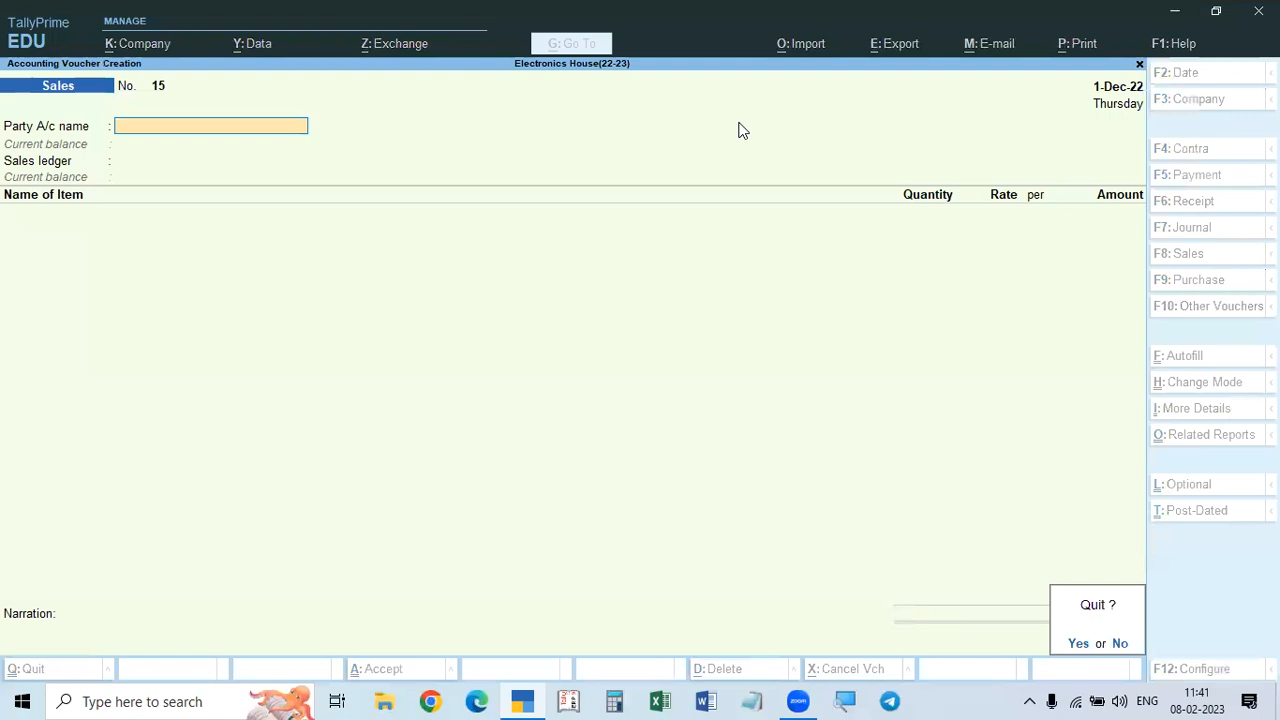 TallyPrime
EDU
MANAGE
K: Company
Y: Data
Z: Exchange
G: Go To
O: Import
E: Export
M: E-mail
P: Print
F1: Help
Accounting Voucher Creation
Electronics House(22-23)
Sales
No. 15
1-Dec-22
Thursday
Party A/c name :
Current balance :
Sales ledger :
Current balance :
Name of Item
Quantity
Rate per
Amount
F2: Date
F3: Company
F4: Contra
F5: Payment
F6: Receipt
F7: Journal
F8: Sales
F9: Purchase
F10: Other Vouchers
F: Autofill
H: Change Mode
I: More Details
O: Related Reports
L: Optional
T: Post-Dated
Narration:
Quit ?
Yes or No
Q: Quit
A: Accept
D: Delete
X: Cancel Vch
F12: Configure
Type here to search
zoom
ENG
11:41
08-02-2023